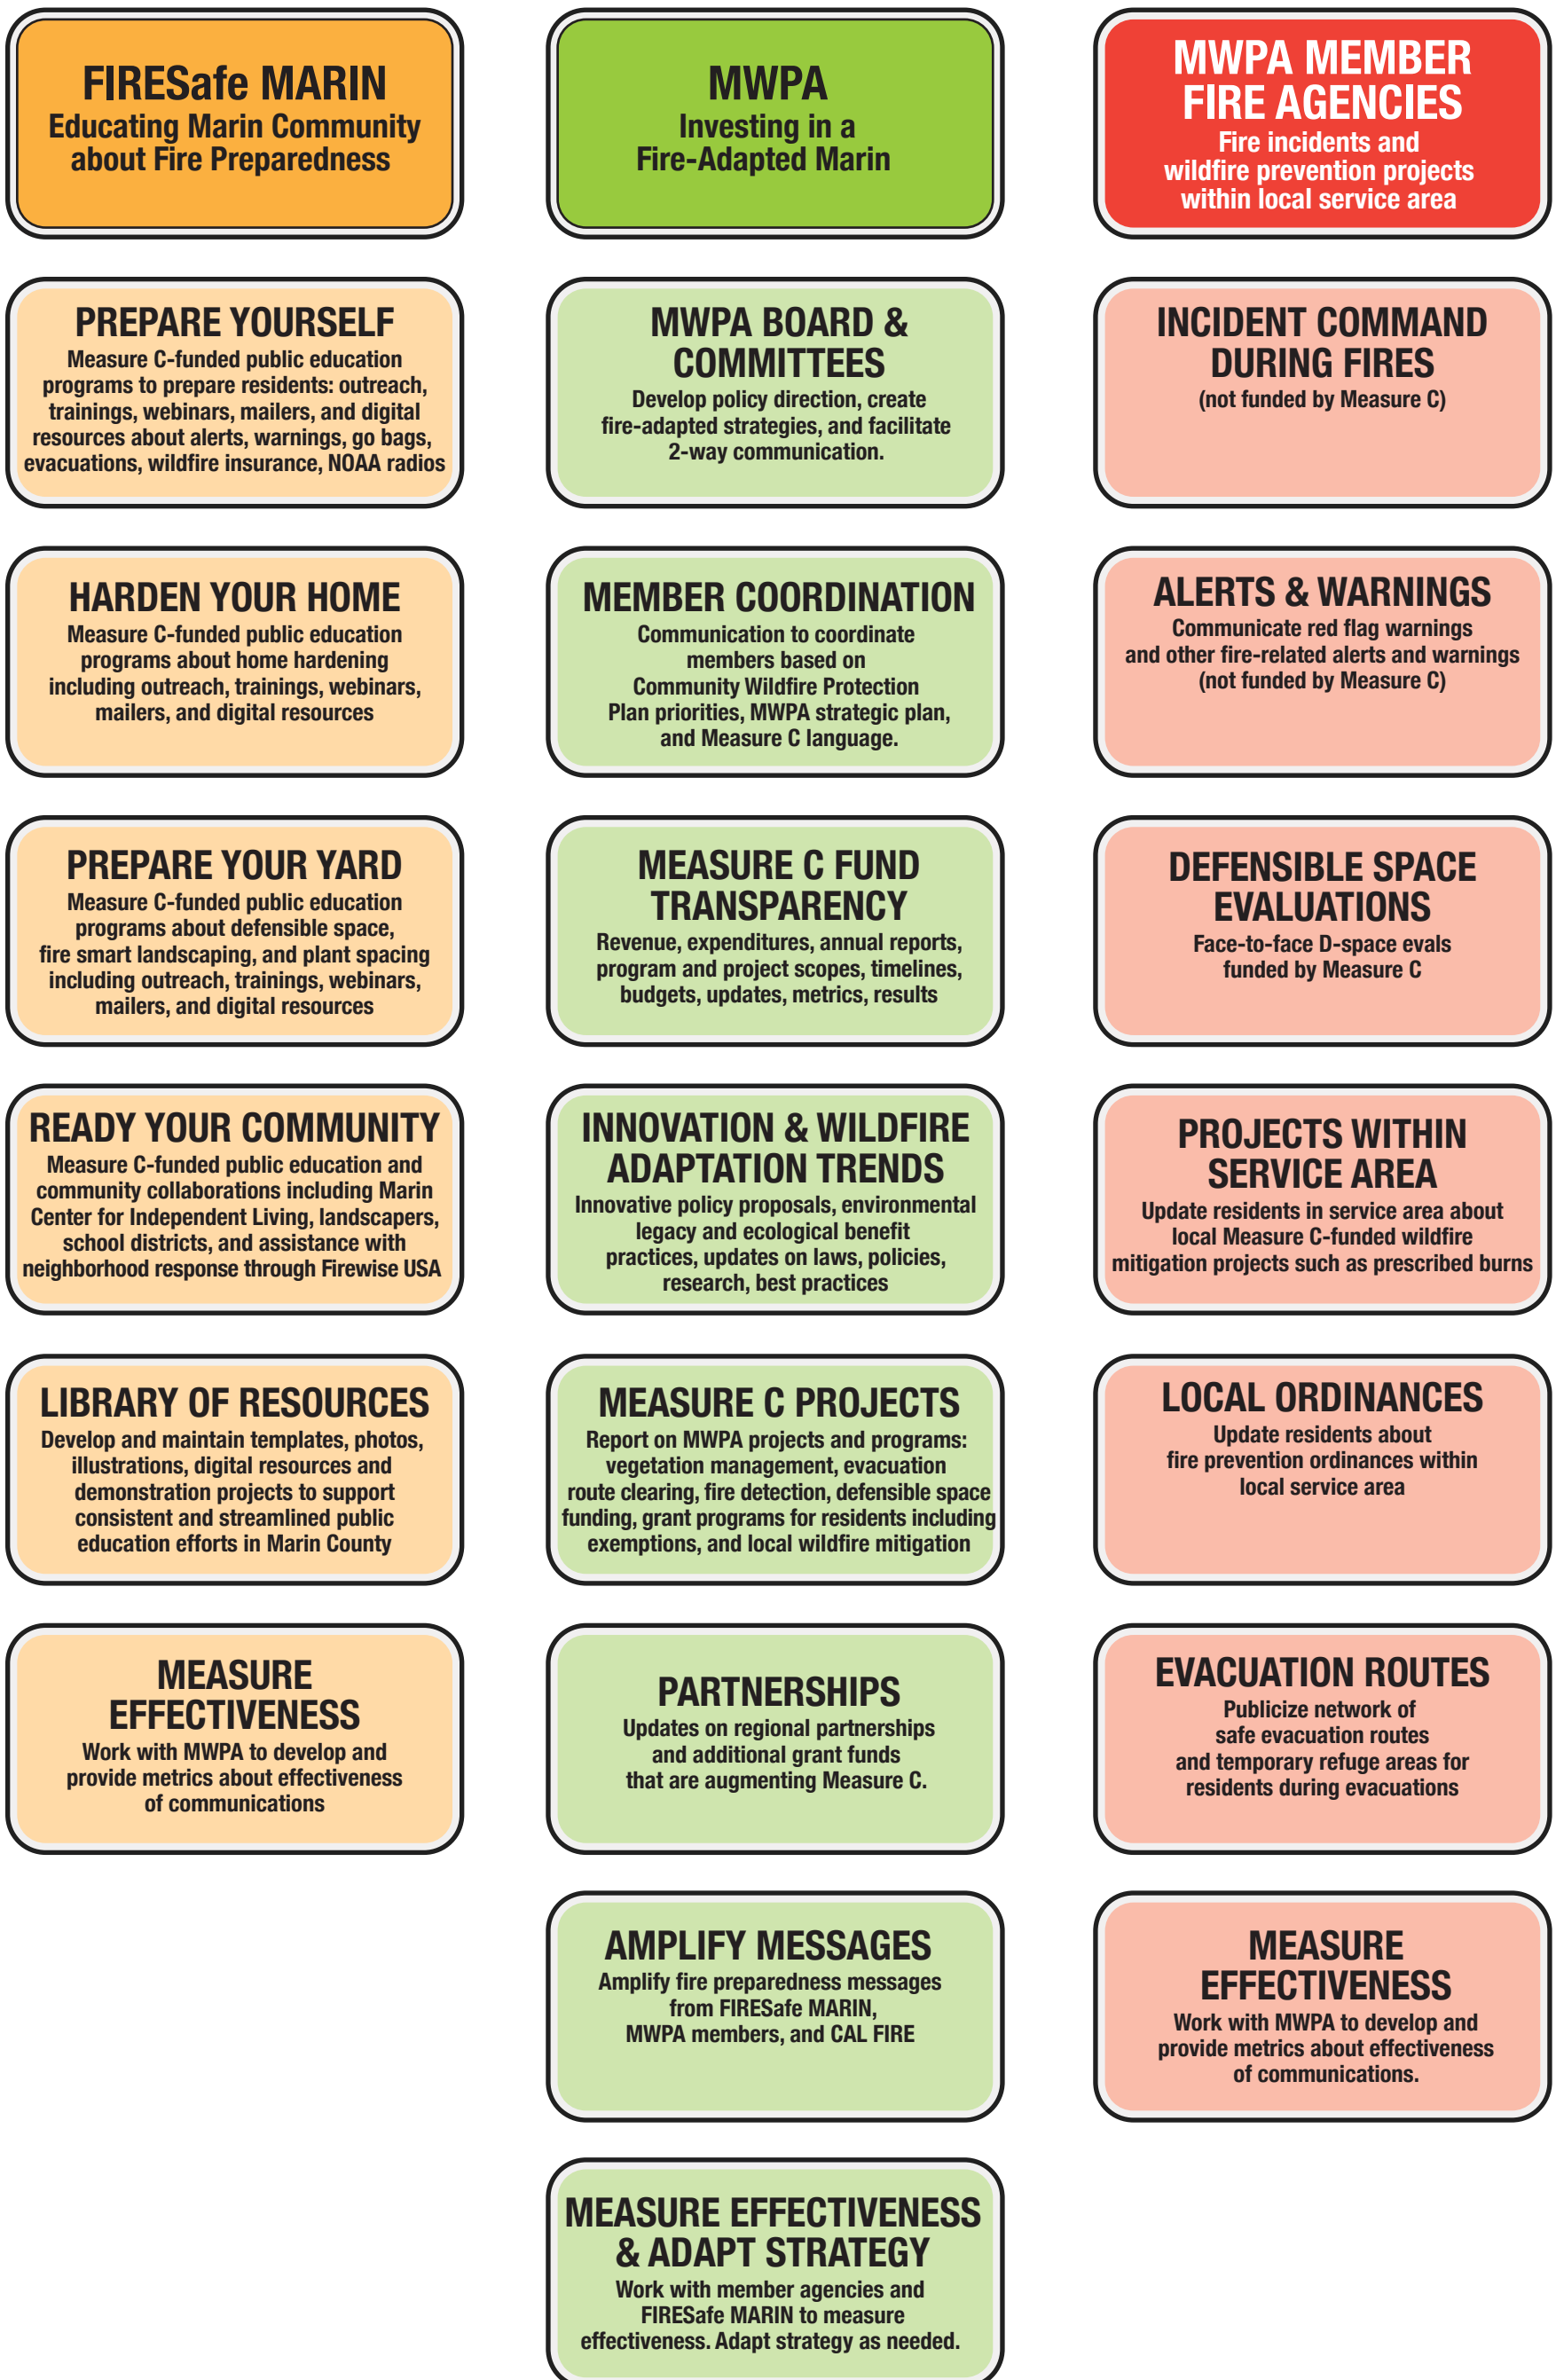 FIRESafe MARIN
Educating Marin Community
about Fire Preparedness
PREPARE YOURSELF
Measure C-funded public education
programs to prepare residents: outreach,
trainings, webinars, mailers, and digital
resources about alerts, warnings, go bags,
evacuations, wildfire insurance, NOAA radios
HARDEN YOUR HOME
Measure C-funded public education
programs about home hardening
including outreach, trainings, webinars,
mailers, and digital resources
PREPARE YOUR YARD
Measure C-funded public education
programs about defensible space,
fire smart landscaping, and plant spacing
including outreach, trainings, webinars,
mailers, and digital resources
READY YOUR COMMUNITY
Measure C-funded public education and
community collaborations including Marin
Center for Independent Living, landscapers,
school districts, and assistance with
neighborhood response through Firewise USA
LIBRARY OF RESOURCES
Develop and maintain templates, photos,
illustrations, digital resources and
demonstration projects to support
consistent and streamlined public
education efforts in Marin County
MEASURE
EFFECTIVENESS
Work with MWPA to develop and
provide metrics about effectiveness
of communications
MWPA
Investing in a
Fire-Adapted Marin
MWPA BOARD &
COMMITTEES
Develop policy direction, create
fire-adapted strategies, and facilitate
2-way communication.
MEMBER COORDINATION
Communication to coordinate
members based on
Community Wildfire Protection
Plan priorities, MWPA strategic plan,
and Measure C language.
MEASURE C FUND
TRANSPARENCY
Revenue, expenditures, annual reports,
program and project scopes, timelines,
budgets, updates, metrics, results
INNOVATION & WILDFIRE
ADAPTATION TRENDS
Innovative policy proposals, environmental
legacy and ecological benefit
practices, updates on laws, policies,
research, best practices
MEASURE C PROJECTS
Report on MWPA projects and programs:
vegetation management, evacuation
route clearing, fire detection, defensible space
funding, grant programs for residents including
exemptions, and local wildfire mitigation
PARTNERSHIPS
Updates on regional partnerships
and additional grant funds
that are augmenting Measure C.
AMPLIFY MESSAGES
Amplify fire preparedness messages
from FIRESafe MARIN,
MWPA members, and CAL FIRE
MEASURE EFFECTIVENESS
& ADAPT STRATEGY
Work with member agencies and
FIRESafe MARIN to measure
effectiveness. Adapt strategy as needed.
MWPA MEMBER
FIRE AGENCIES
Fire incidents and
wildfire prevention projects
within local service area
INCIDENT COMMAND
DURING FIRES
(not funded by Measure C)
ALERTS & WARNINGS
Communicate red flag warnings
and other fire-related alerts and warnings
(not funded by Measure C)
DEFENSIBLE SPACE
EVALUATIONS
Face-to-face D-space evals
funded by Measure C
PROJECTS WITHIN
SERVICE AREA
Update residents in service area about
local Measure C-funded wildfire
mitigation projects such as prescribed burns
LOCAL ORDINANCES
Update residents about
fire prevention ordinances within
local service area
EVACUATION ROUTES
Publicize network of
safe evacuation routes
and temporary refuge areas for
residents during evacuations
MEASURE
EFFECTIVENESS
Work with MWPA to develop and
provide metrics about effectiveness
of communications.